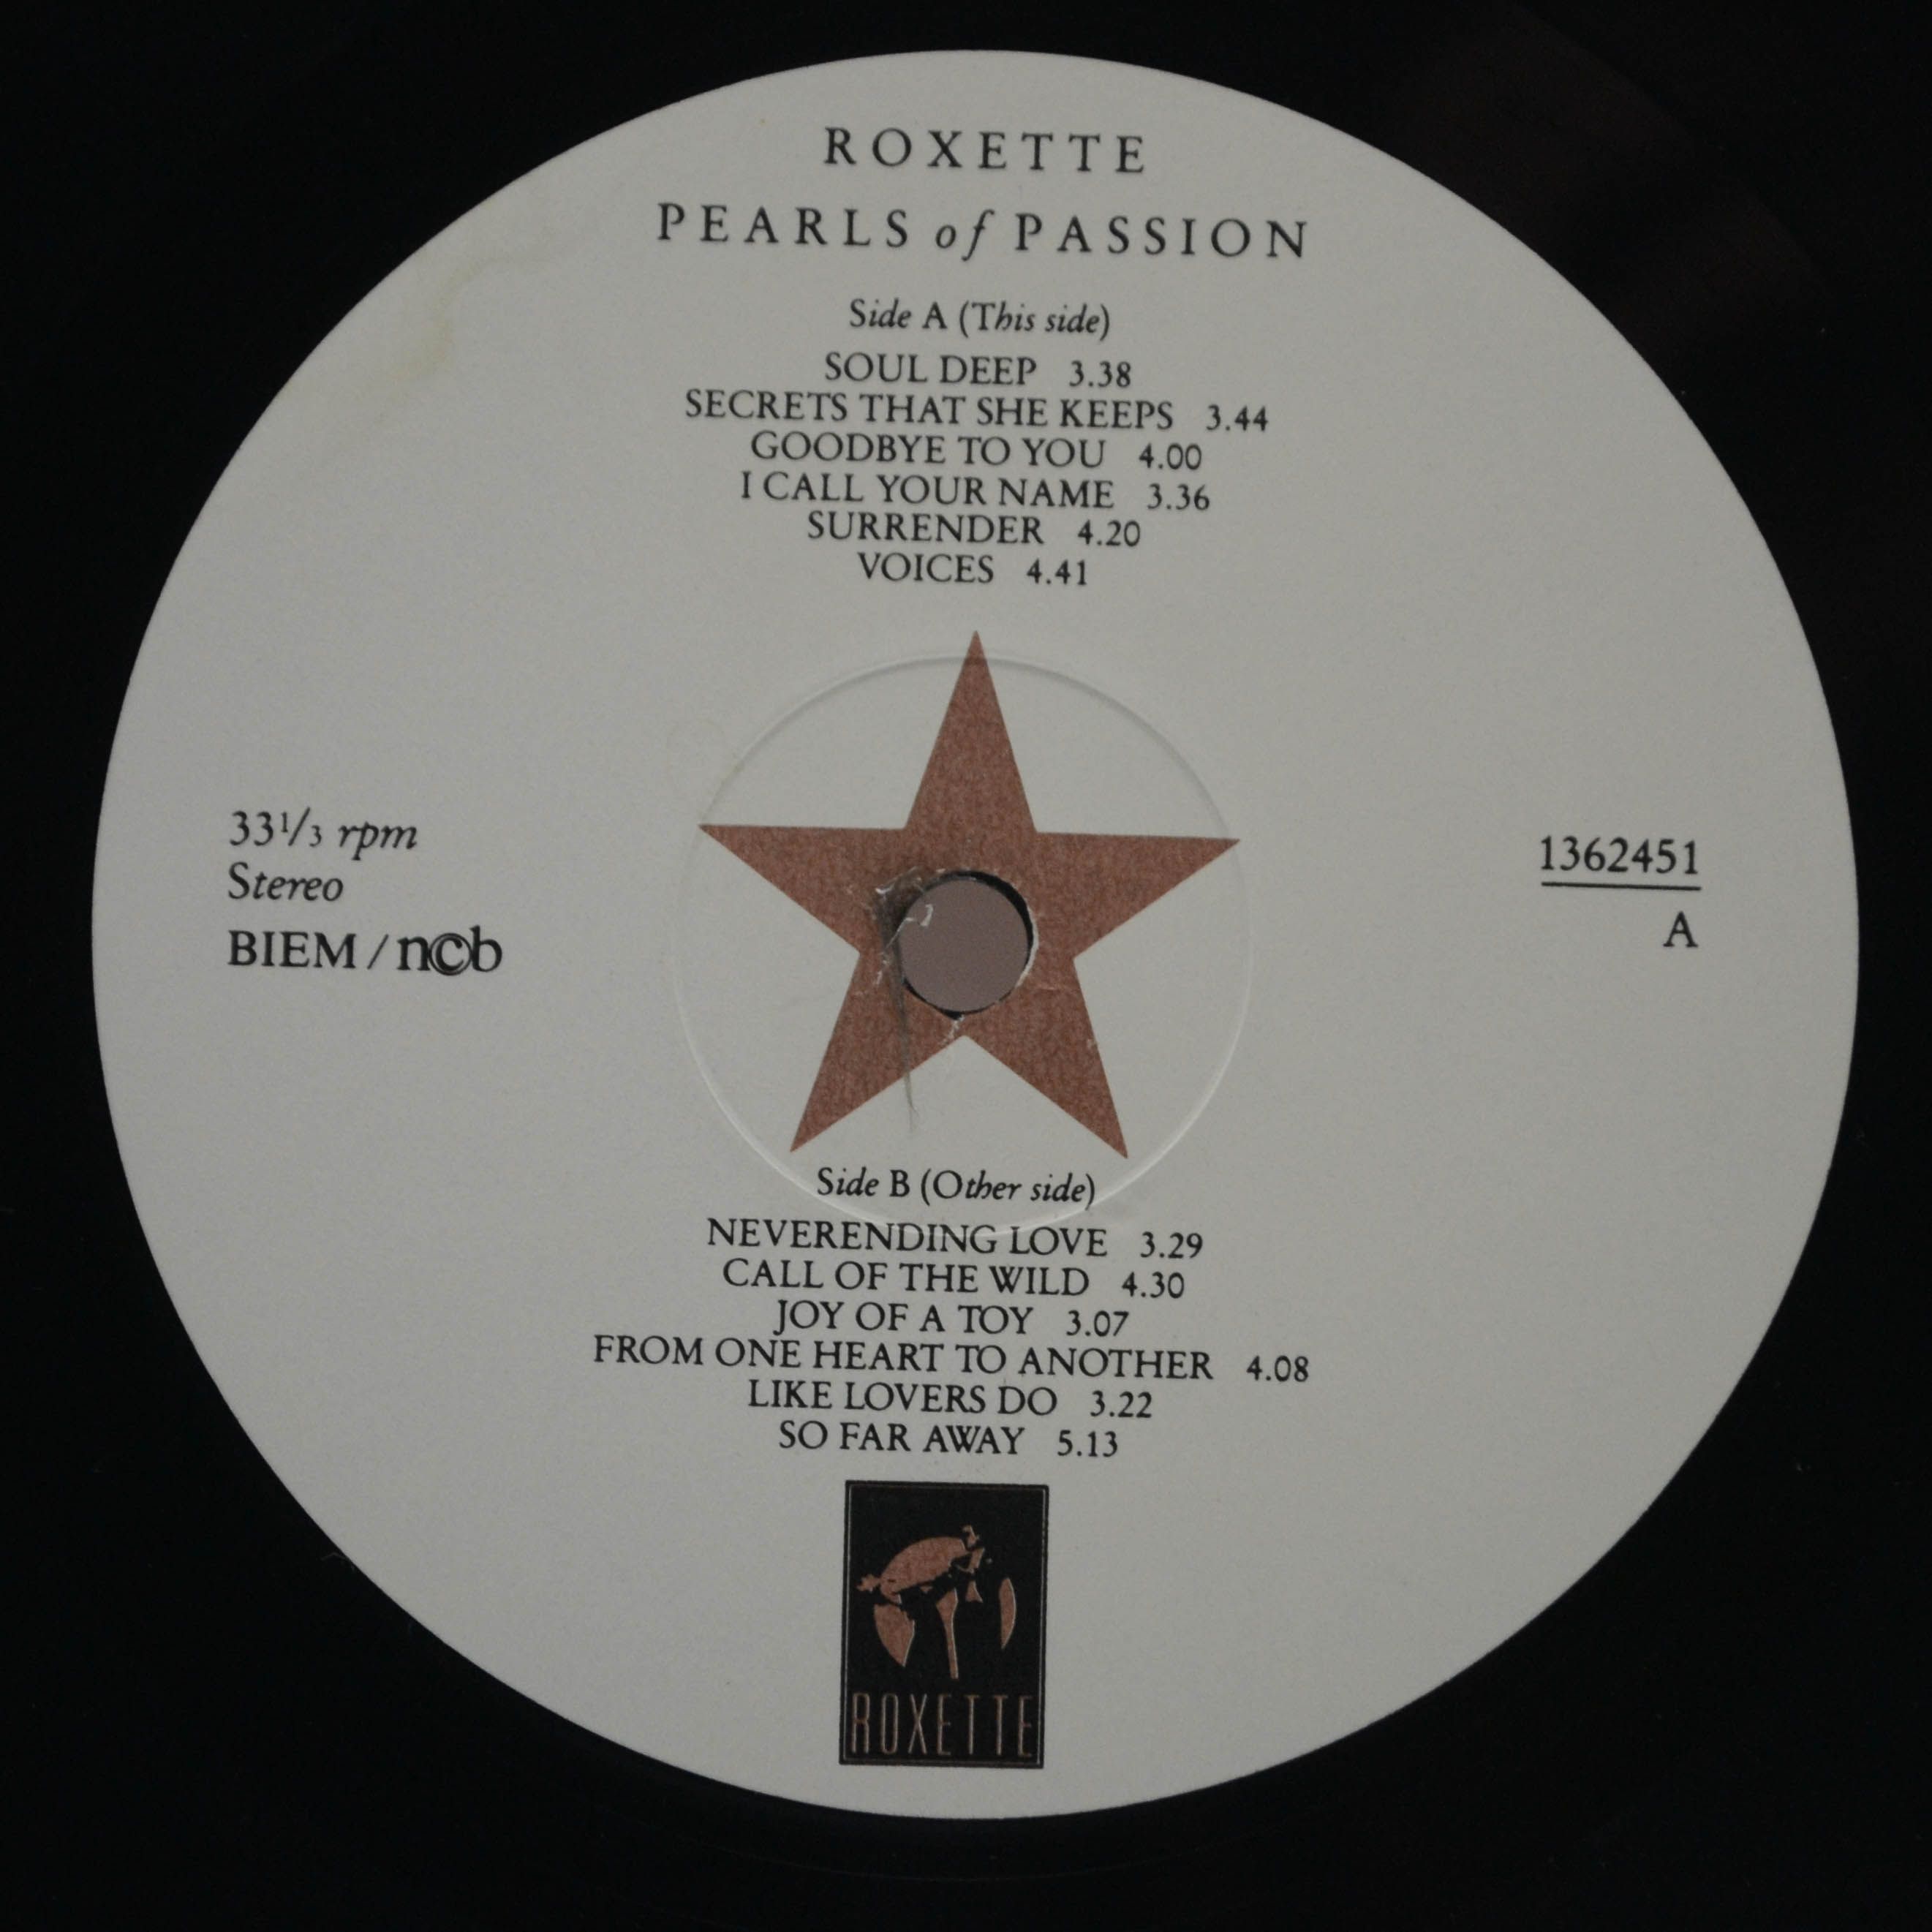 ROXETTE
PEARLS of PASSION
Side A (This side)
SOUL DEEP 3.38
SECRETS THAT SHE KEEPS 3.44
GOODBYE TO YOU 4.00
I CALL YOUR NAME 3.36
SURRENDER 4.20
VOICES 4.41
33 1/3 rpm
Stereo
BIEM / n©b
1362451
A
Side B (Other side)
NEVERENDING LOVE 3.29
CALL OF THE WILD 4.30
JOY OF A TOY 3.07
FROM ONE HEART TO ANOTHER 4.08
LIKE LOVERS DO 3.22
SO FAR AWAY 5.13
ROXETTE